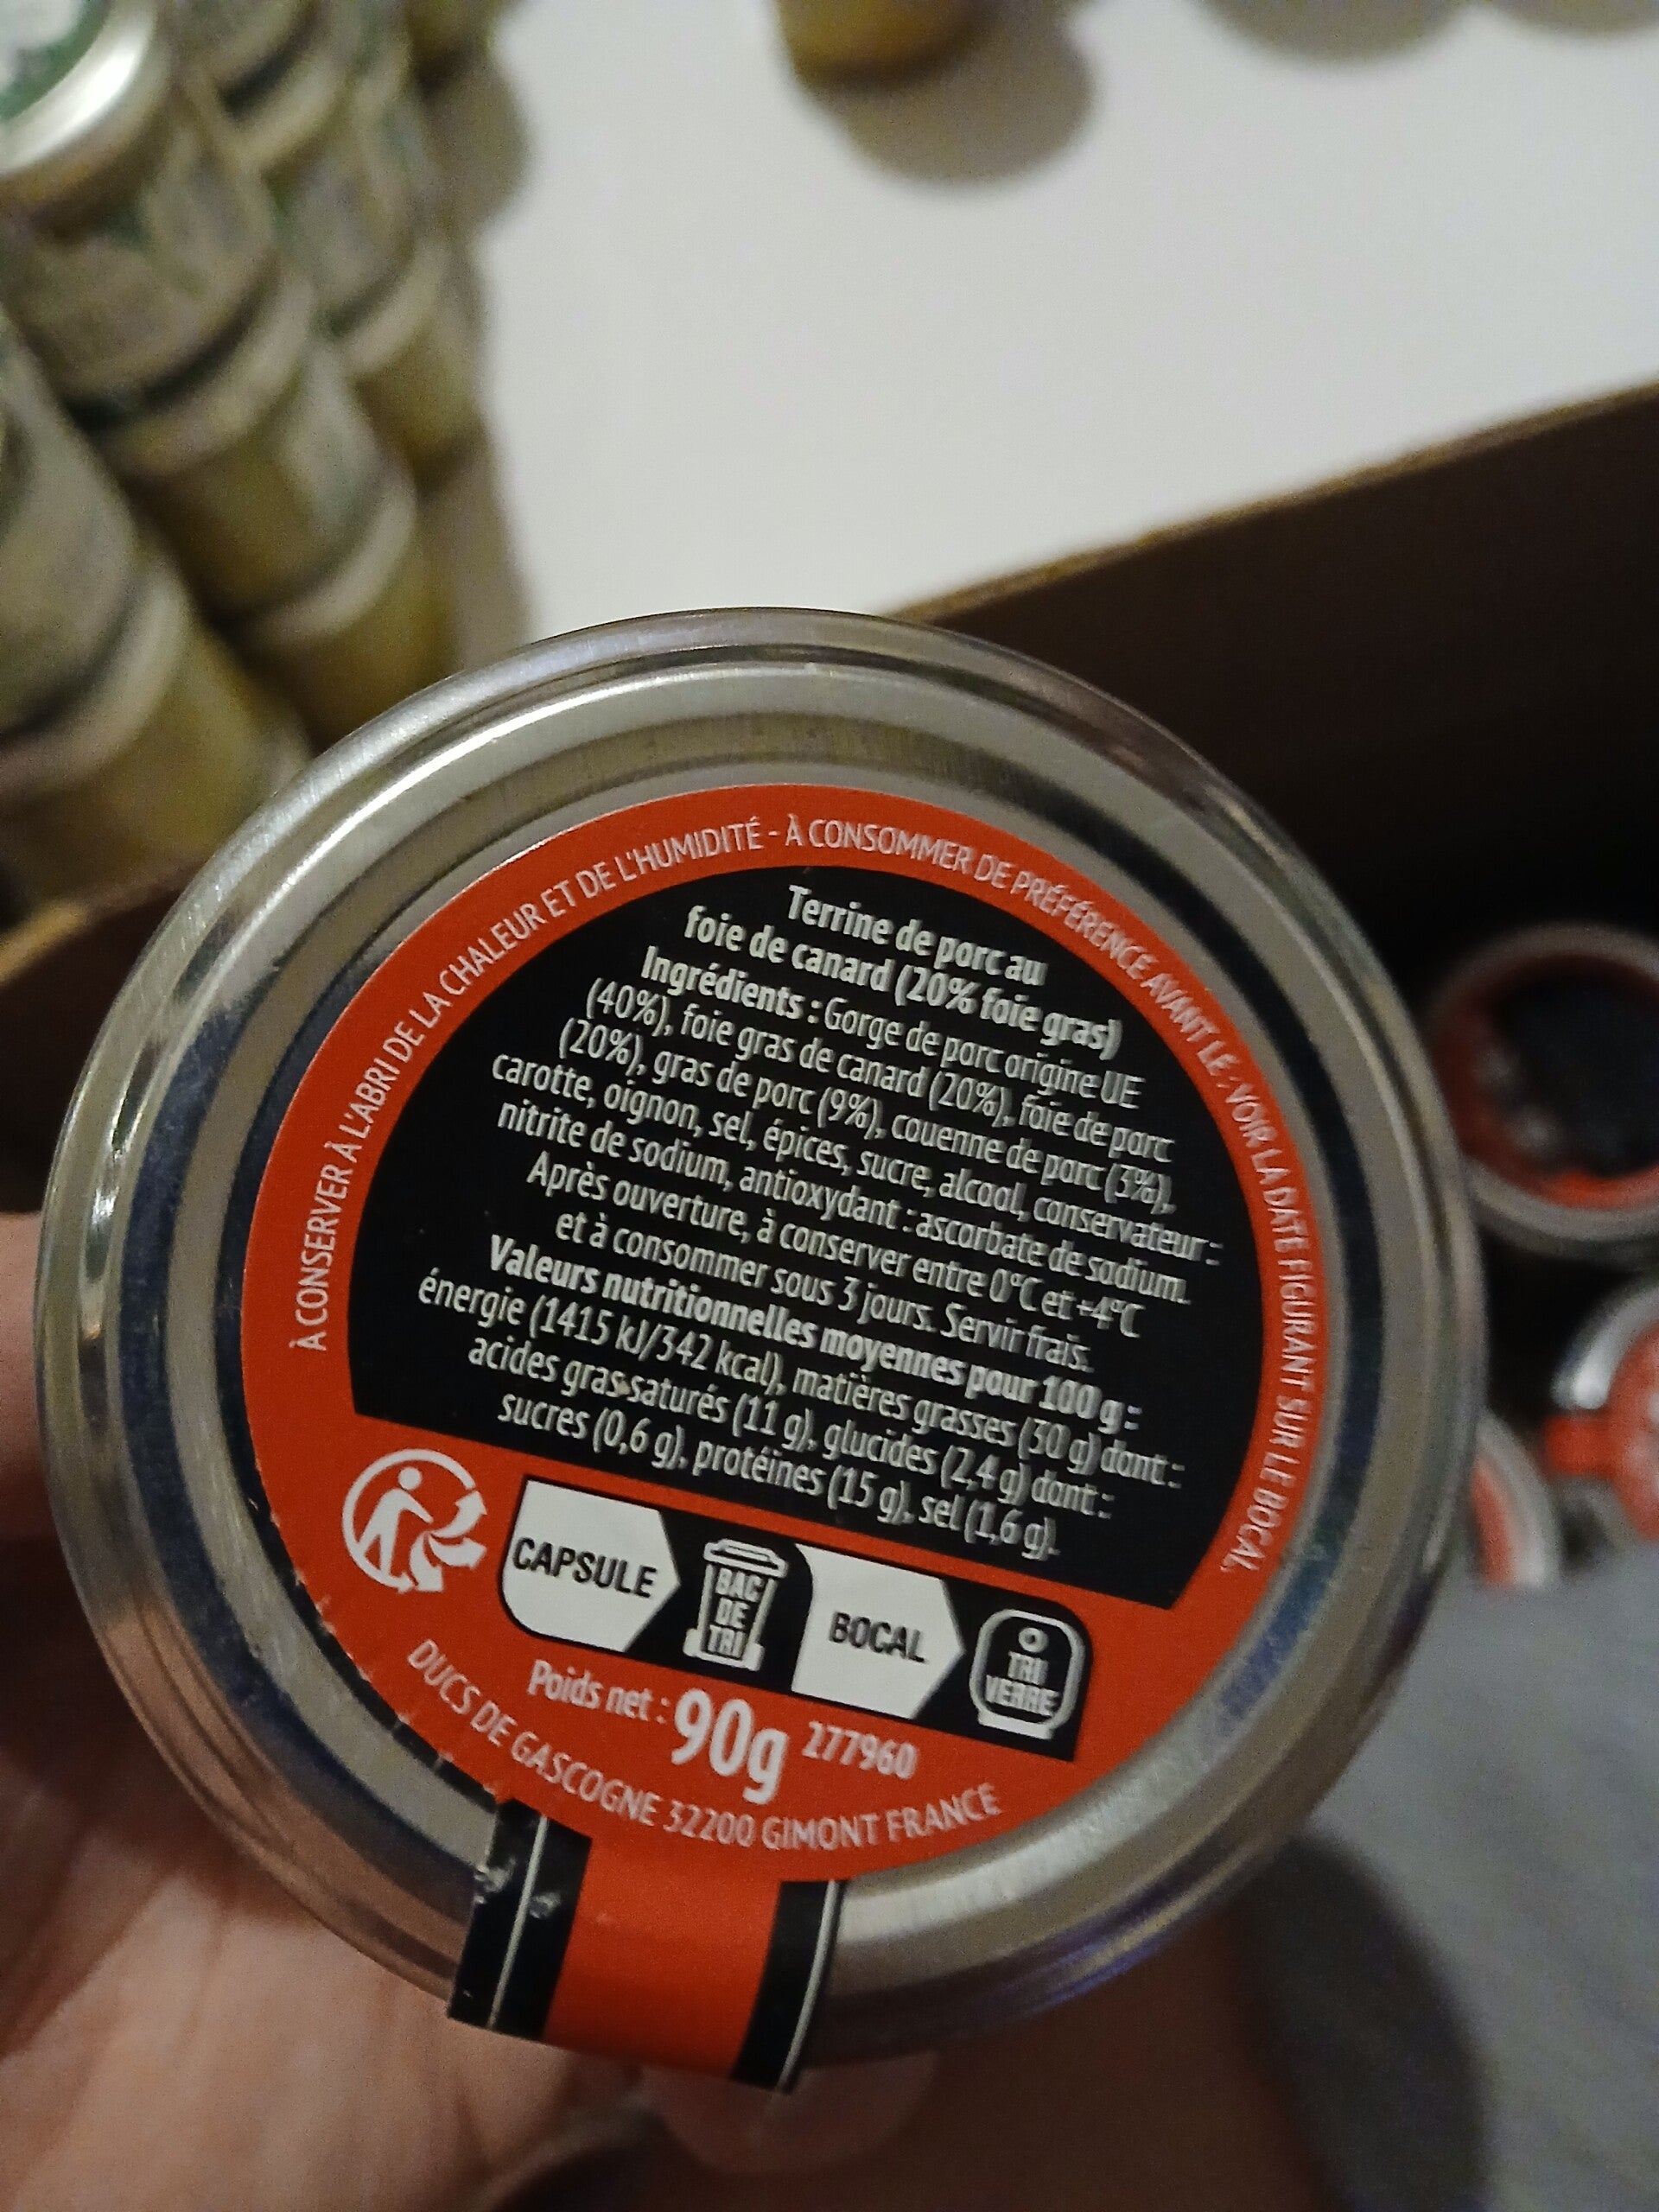 À CONSERVER À L'ABRI DE LA CHALEUR ET DE L'HUMIDITÉ - À CONSOMMER DE PRÉFÉRENCE AVANT LE : VOIR LA DATE FIGURANT SUR LE BOCAL.
Terrine de porc au
foie de canard (20% foie gras)
Ingrédients : Gorge de porc origine UE
(40%), foie gras de canard (20%), foie de porc
(20%), gras de porc (9%), couenne de porc (3%),
carotte, oignon, sel, épices, sucre, alcool, conservateur :
nitrite de sodium, antioxydant : ascorbate de sodium.
Après ouverture, à conserver entre 0°C et +4°C
et à consommer sous 3 jours. Servir frais.
Valeurs nutritionnelles moyennes pour 100 g :
énergie (1415 kJ/342 kcal), matières grasses (30 g) dont :
acides gras saturés (11 g), glucides (2,4 g) dont :
sucres (0,6 g), protéines (15 g), sel (1,6 g).
CAPSULE
BAC
DE
TRI
BOCAL
TRI
VERRE
Poids net : 90g 277960
DUCS DE GASCOGNE 32200 GIMONT FRANCE